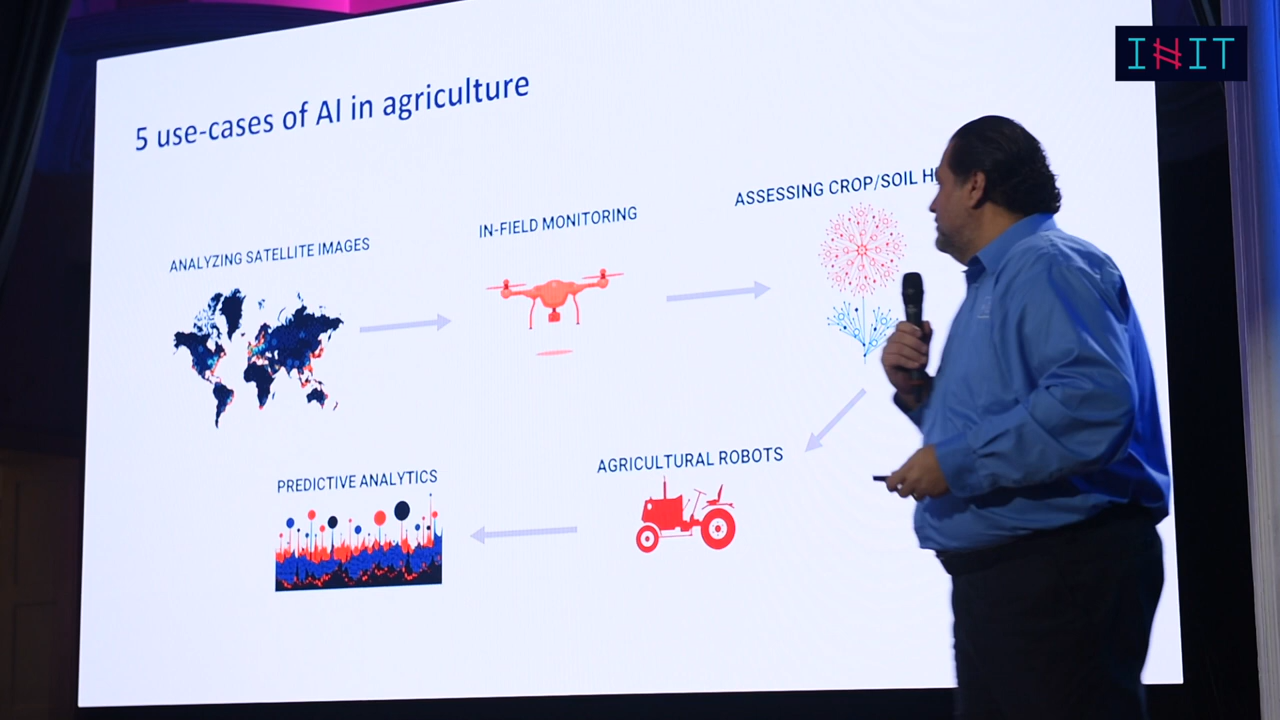 INIT
5 use-cases of AI in agriculture
ANALYZING SATELLITE IMAGES
IN-FIELD MONITORING
ASSESSING CROP/SOIL
AGRICULTURAL ROBOTS
PREDICTIVE ANALYTICS